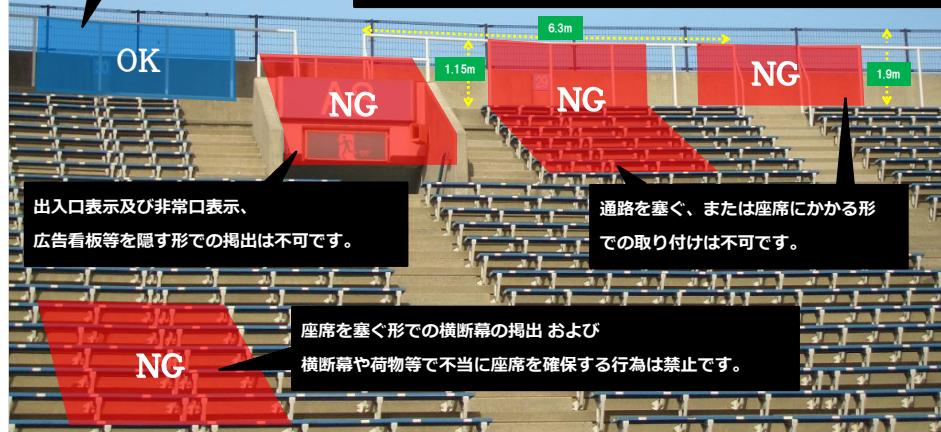 6.3m
OK
1.15m
NG
NG
NG
1.9m
出入口表示及び非常口表示、
広告看板等を隠す形での掲出は不可です。
通路を塞ぐ、または座席にかかる形
での取り付けは不可です。
座席を塞ぐ形での横断幕の掲出 および
横断幕や荷物等で不当に座席を確保する行為は禁止です。
NG